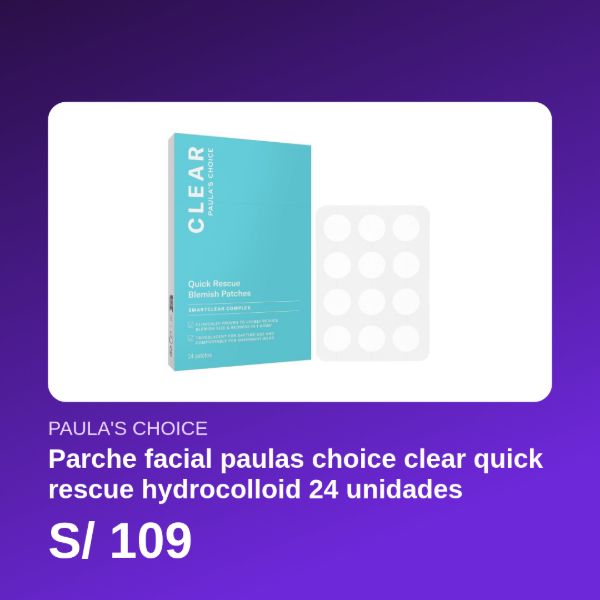 CLEAR
PAULA'S CHOICE
Quick Rescue
Blemish Patches
SMARTCLEAR COMPLEX
24 patches
PAULA'S CHOICE
Parche facial paulas choice clear quick
rescue hydrocolloid 24 unidades
S/ 109